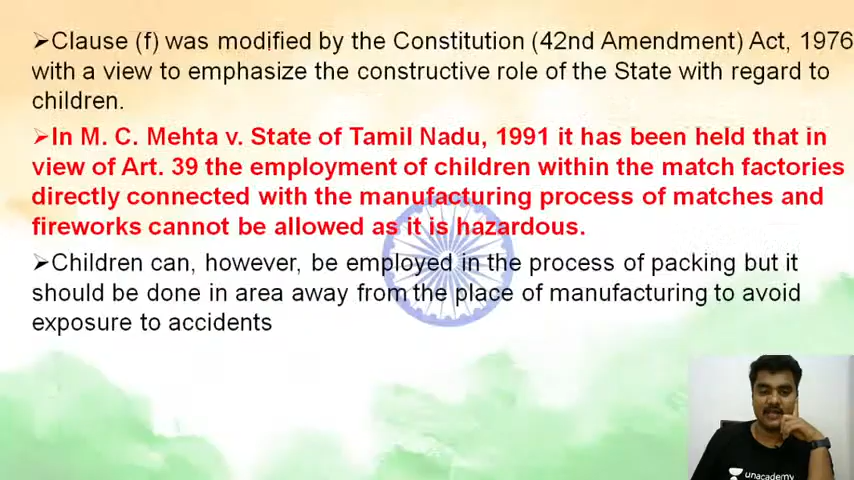 ➢Clause (f) was modified by the Constitution (42nd Amendment) Act, 1976
with a view to emphasize the constructive role of the State with regard to
children.
➢In M. C. Mehta v. State of Tamil Nadu, 1991 it has been held that in
view of Art. 39 the employment of children within the match factories
directly connected with the manufacturing process of matches and
fireworks cannot be allowed as it is hazardous.
➢Children can, however, be employed in the process of packing but it
should be done in area away from the place of manufacturing to avoid
exposure to accidents
unacademy